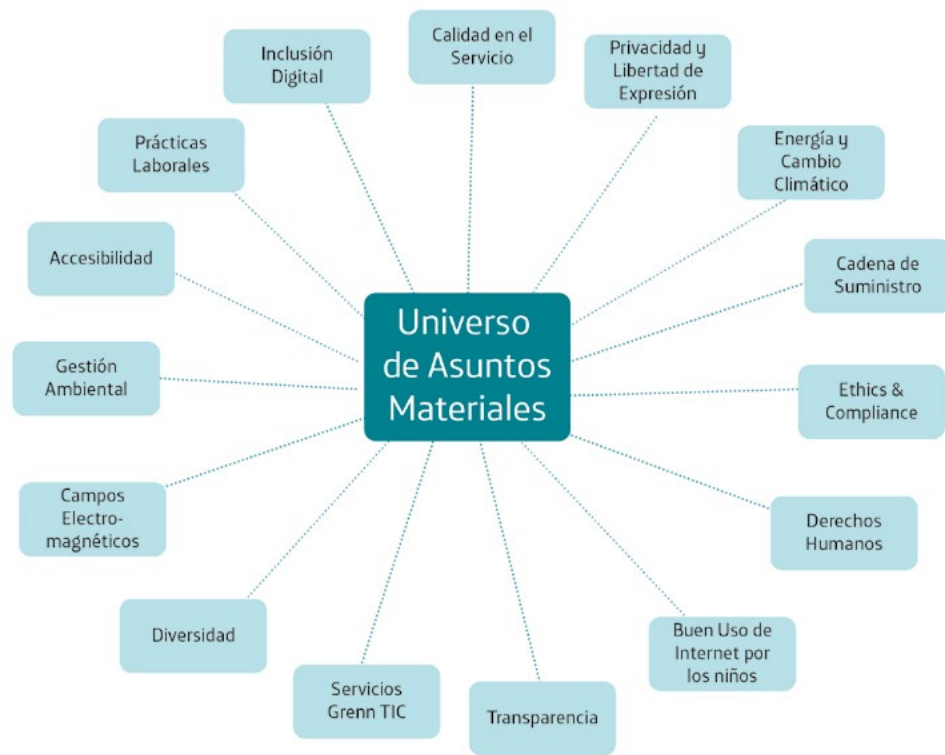 Calidad en el
Servicio
Privacidad y
Libertad de
Expresión
Energía y
Cambio
Climático
Cadena de
Suministro
Ethics &
Compliance
Derechos
Humanos
Buen Uso de
Internet por
los niños
Transparencia
Servicios
Grenn TIC
Diversidad
Campos
Electro-
magnéticos
Gestión
Ambiental
Accesibilidad
Prácticas
Laborales
Inclusión
Digital
Universo
de Asuntos
Materiales